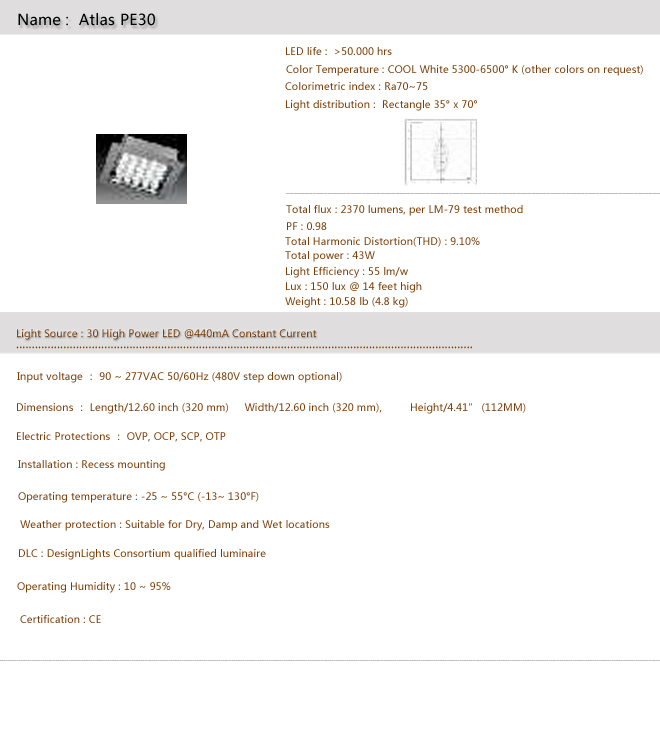 Name : Atlas PE30
LED life : >50.000 hrs
Color Temperature : COOL White 5300-6500° K (other colors on request)
Colorimetric index : Ra70~75
Light distribution : Rectangle 35° x 70°
Total flux : 2370 lumens, per LM-79 test method
PF : 0.98
Total Harmonic Distortion(THD) : 9.10%
Total power : 43W
Light Efficiency : 55 lm/w
Lux : 150 lux @ 14 feet high
Weight : 10.58 lb (4.8 kg)
Light Source : 30 High Power LED @440mA Constant Current
Input voltage : 90 ~ 277VAC 50/60Hz (480V step down optional)
Dimensions : Length/12.60 inch (320 mm) Width/12.60 inch (320 mm), Height/4.41" (112MM)
Electric Protections : OVP, OCP, SCP, OTP
Installation : Recess mounting
Operating temperature : -25 ~ 55°C (-13~ 130°F)
Weather protection : Suitable for Dry, Damp and Wet locations
DLC : DesignLights Consortium qualified luminaire
Operating Humidity : 10 ~ 95%
Certification : CE